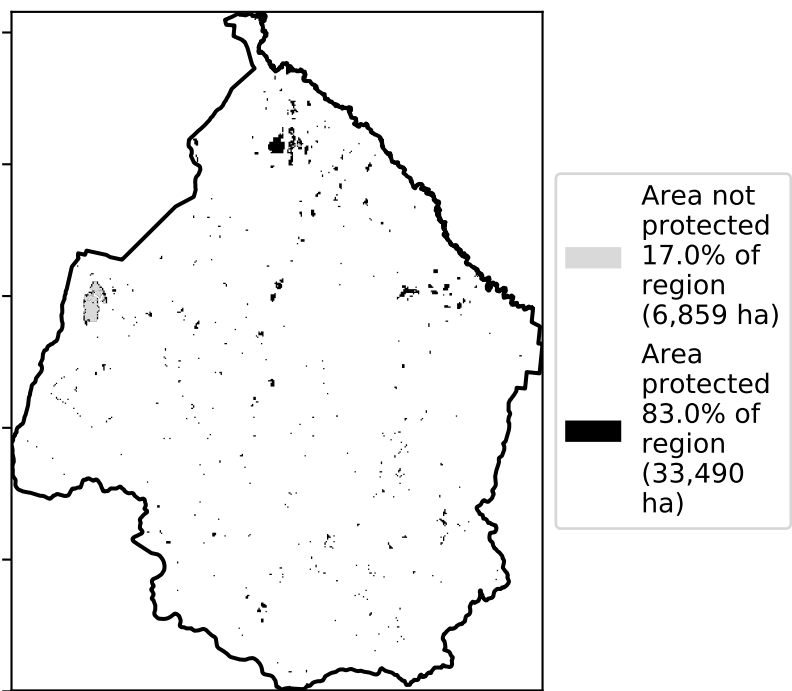 Area not
protected
17.0% of
region
(6,859 ha)
Area
protected
83.0% of
region
(33,490
ha)